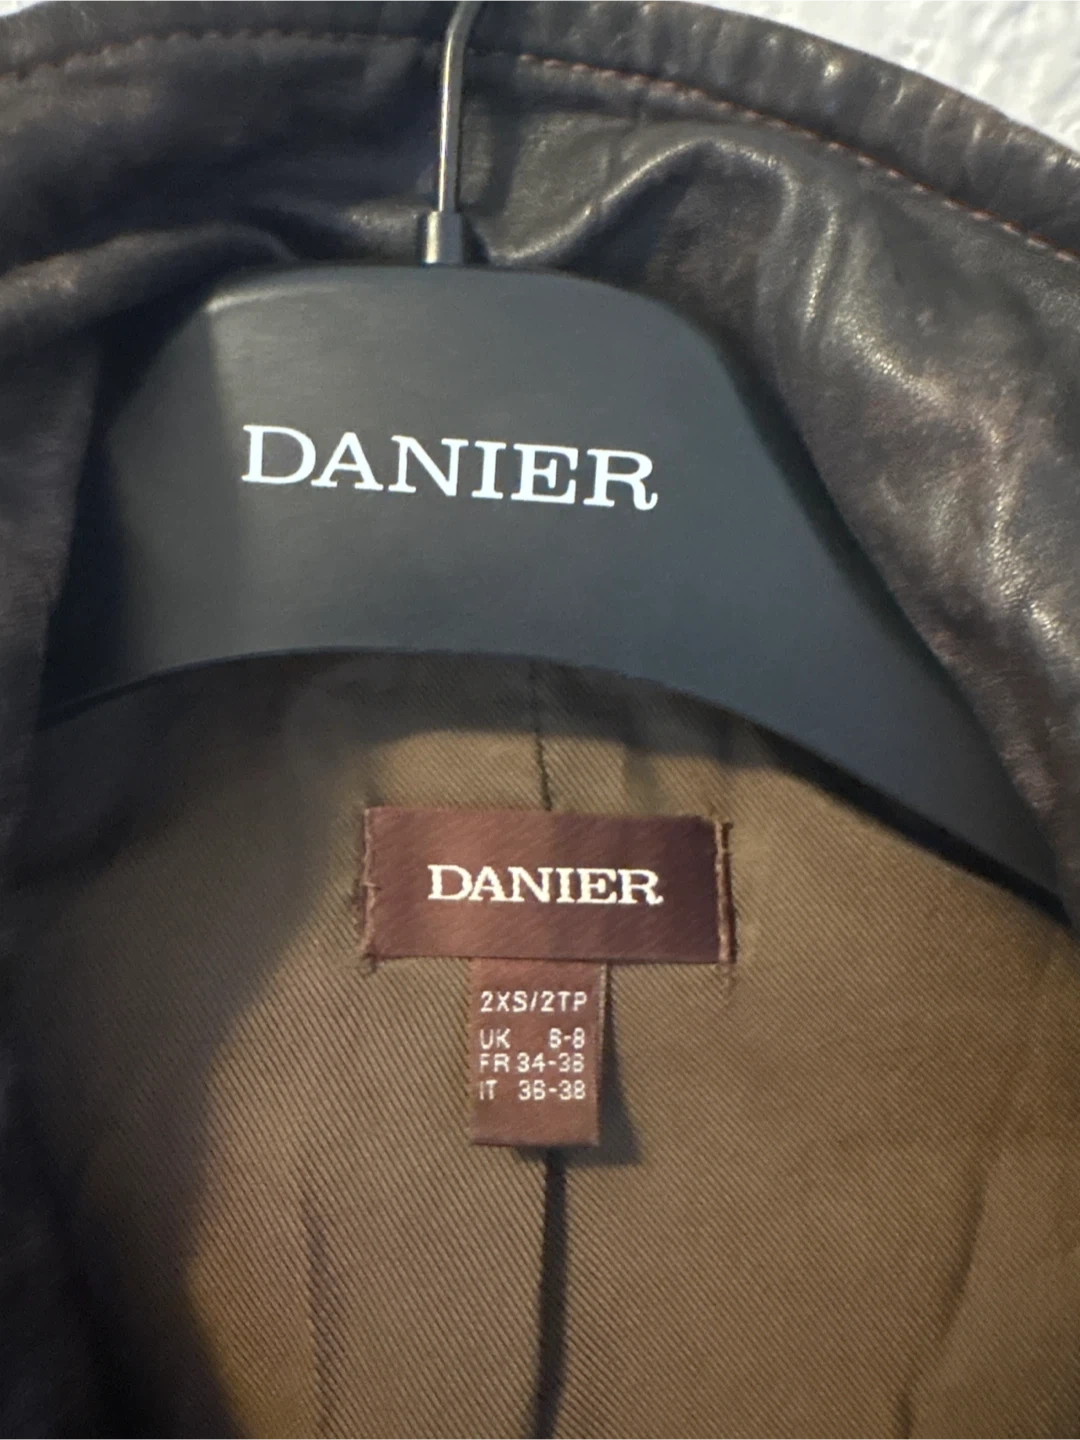 DANIER
DANIER
2XS/2TP
UK 6-8
FR 34-36
IT 36-38